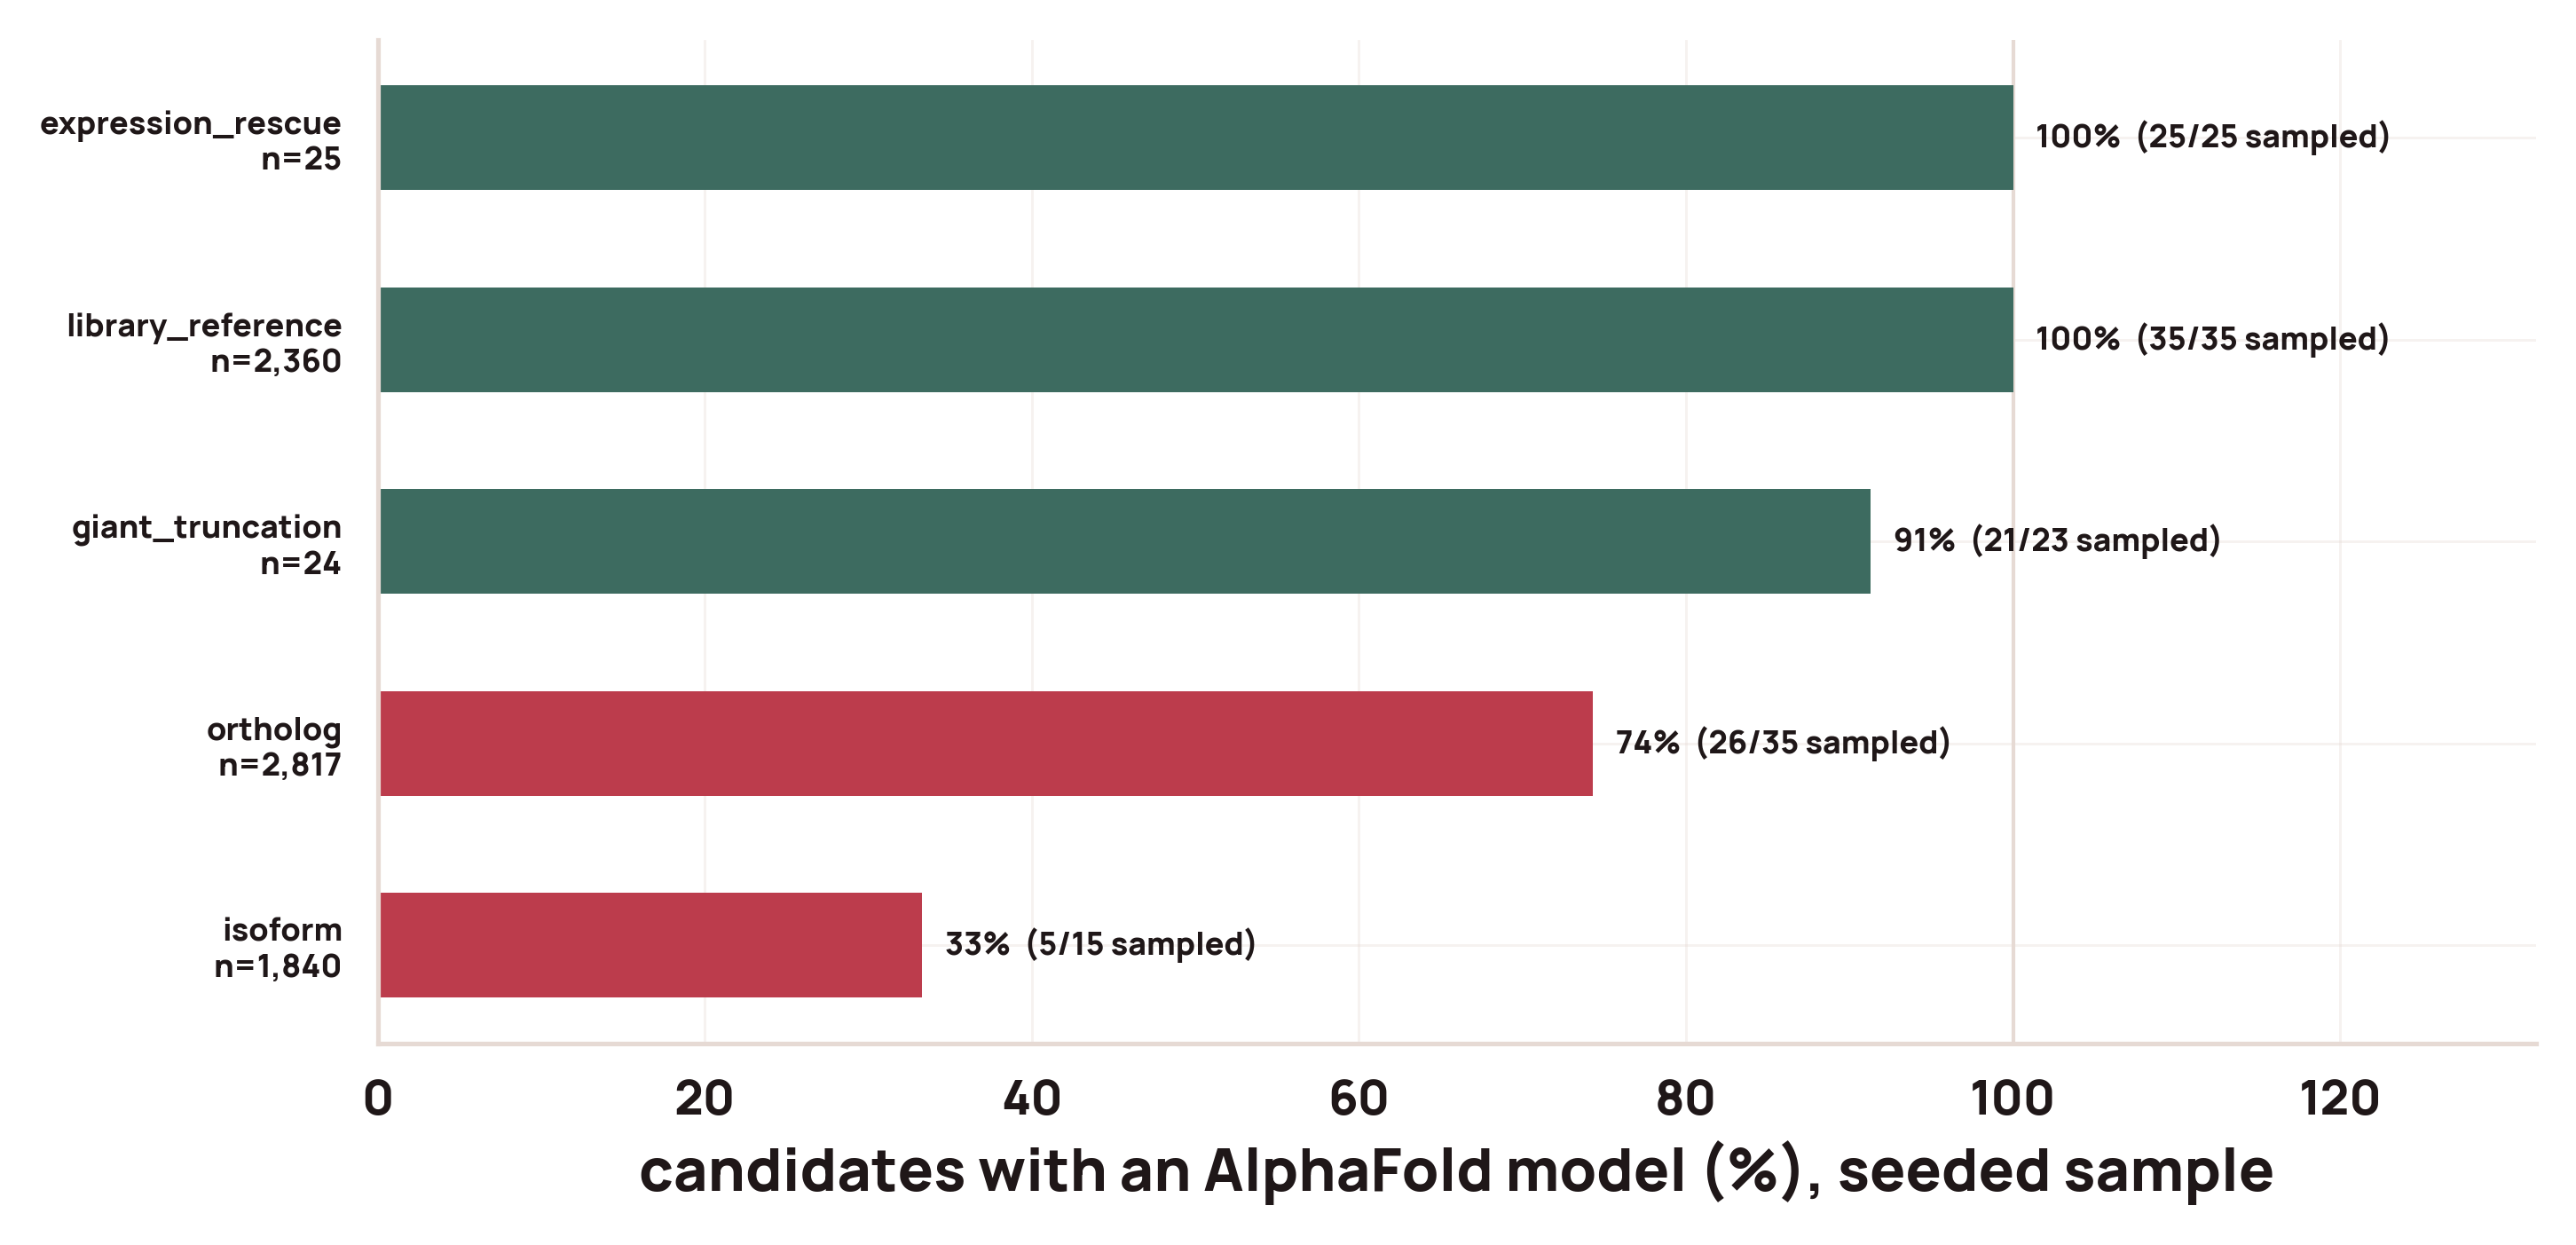 expression_rescue
n=25
100% (25/25 sampled)
library_reference
n=2,360
100% (35/35 sampled)
giant_truncation
n=24
91% (21/23 sampled)
ortholog
n=2,817
74% (26/35 sampled)
isoform
n=1,840
33% (5/15 sampled)
0 20 40 60 80 100 120
candidates with an AlphaFold model (%), seeded sample